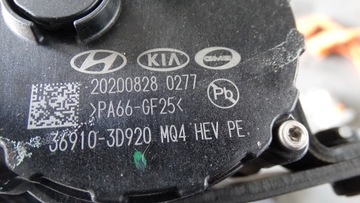 KIA
20200828 0277
>PA66-GF25<
Pb
36910-3D920 MQ4 HEV PE